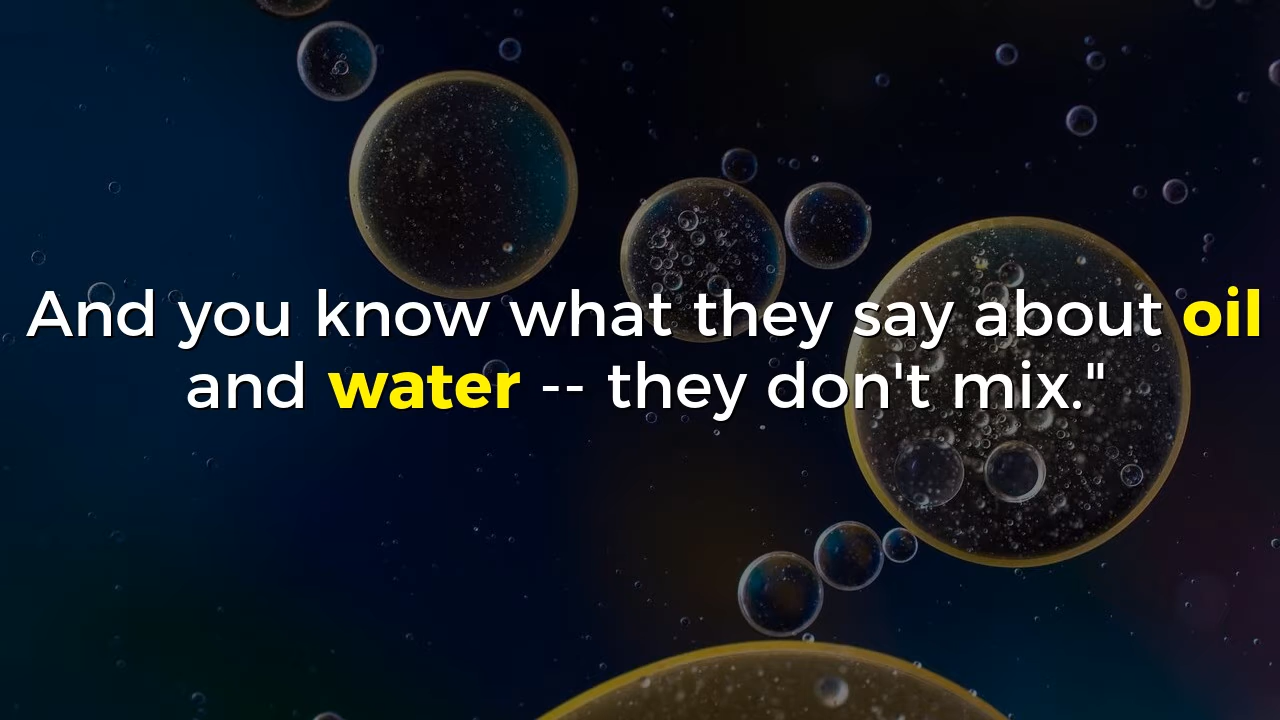 And you know what they say about oil
and water -- they don't mix."